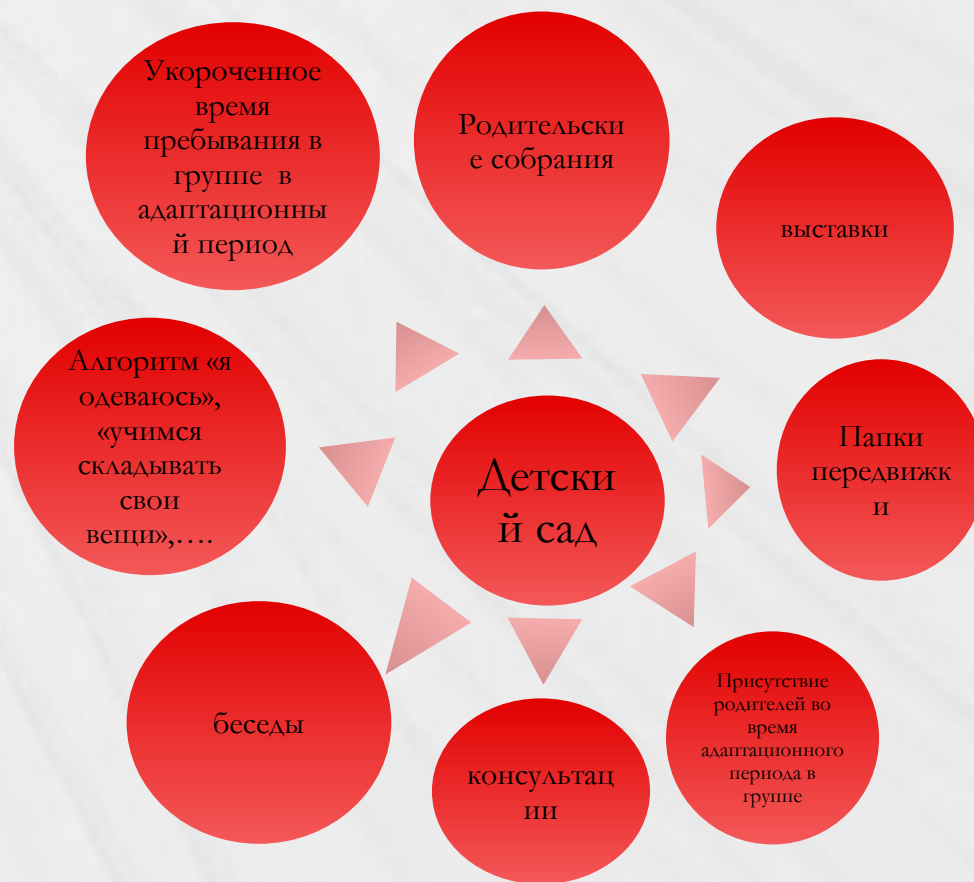 Укороченное
время
пребывания в
группе в
адаптационны
й период
Родительски
е собрания
выставки
Алгоритм «я
одеваюсь»,
«учимся
складывать
свои
вещи»,….
Детски
й сад
Папки
передвижк
и
беседы
консультац
ии
Присутствие
родителей во
время
адаптационного
периода в
группе